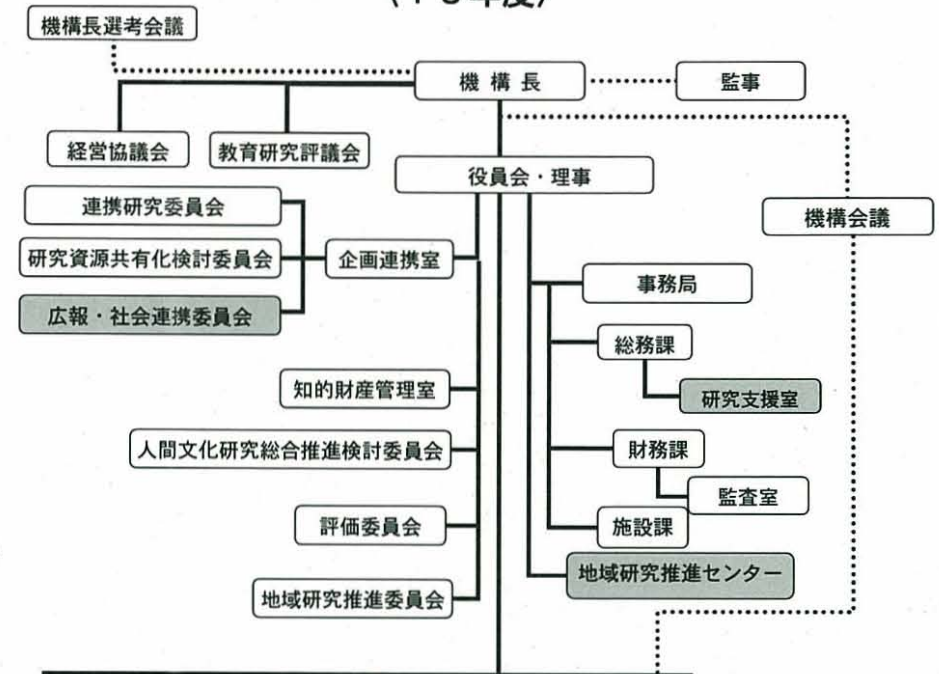 機構長選考会議
機構長
監事
経営協議会
教育研究評議会
役員会・理事
連携研究委員会
機構会議
研究資源共有化検討委員会
企画連携室
事務局
広報・社会連携委員会
総務課
知的財産管理室
研究支援室
人間文化研究総合推進検討委員会
財務課
監査室
評価委員会
施設課
地域研究推進センター
地域研究推進委員会